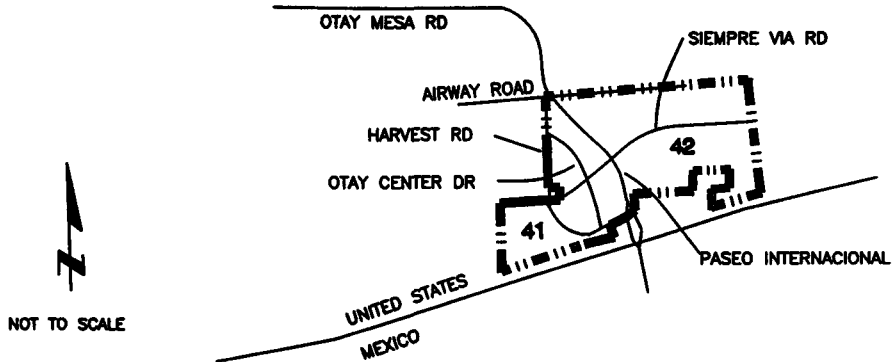 OTAY MESA RD
SIEMPRE VIA RD
AIRWAY ROAD
HARVEST RD
42
OTAY CENTER DR
41
PASEO INTERNACIONAL
N
NOT TO SCALE
UNITED STATES
MEXICO